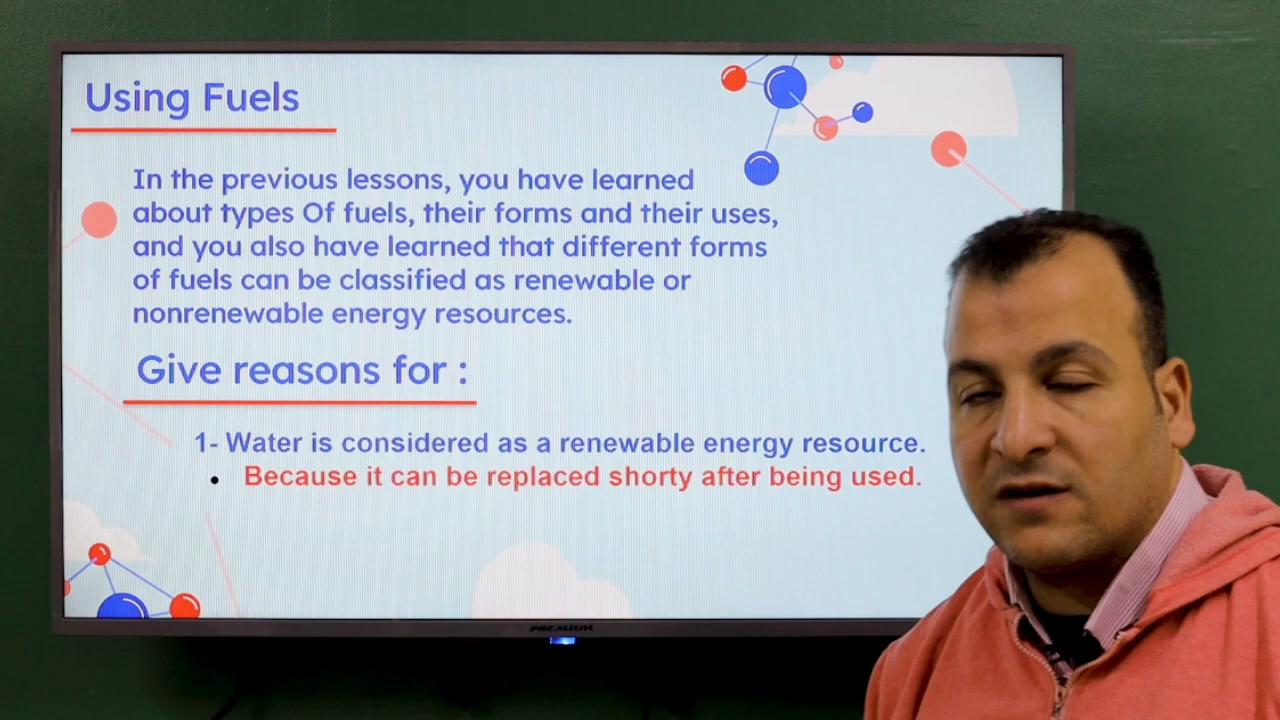 Using Fuels
In the previous lessons, you have learned
about types Of fuels, their forms and their uses,
and you also have learned that different forms
of fuels can be classified as renewable or
nonrenewable energy resources.
Give reasons for :
1- Water is considered as a renewable energy resource.
• Because it can be replaced shorty after being used.
PREMIUM